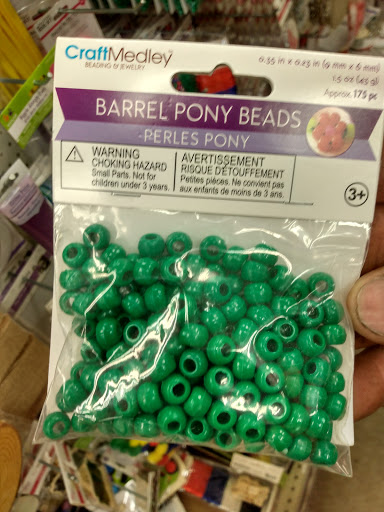 CraftMedley
BEADING & JEWELRY
0.35 in x 0.23 in (9 mm x 6 mm)
1.5 oz (45 g)
Approx. 175 pc
BARREL PONY BEADS
-PERLES PONY
WARNING
CHOKING HAZARD
Small Parts. Not for
children under 3 years.
AVERTISSEMENT
RISQUE D'ÉTOUFFEMENT
Petites pièces. Ne convient pas
aux enfants de moins de 3 ans.
3+